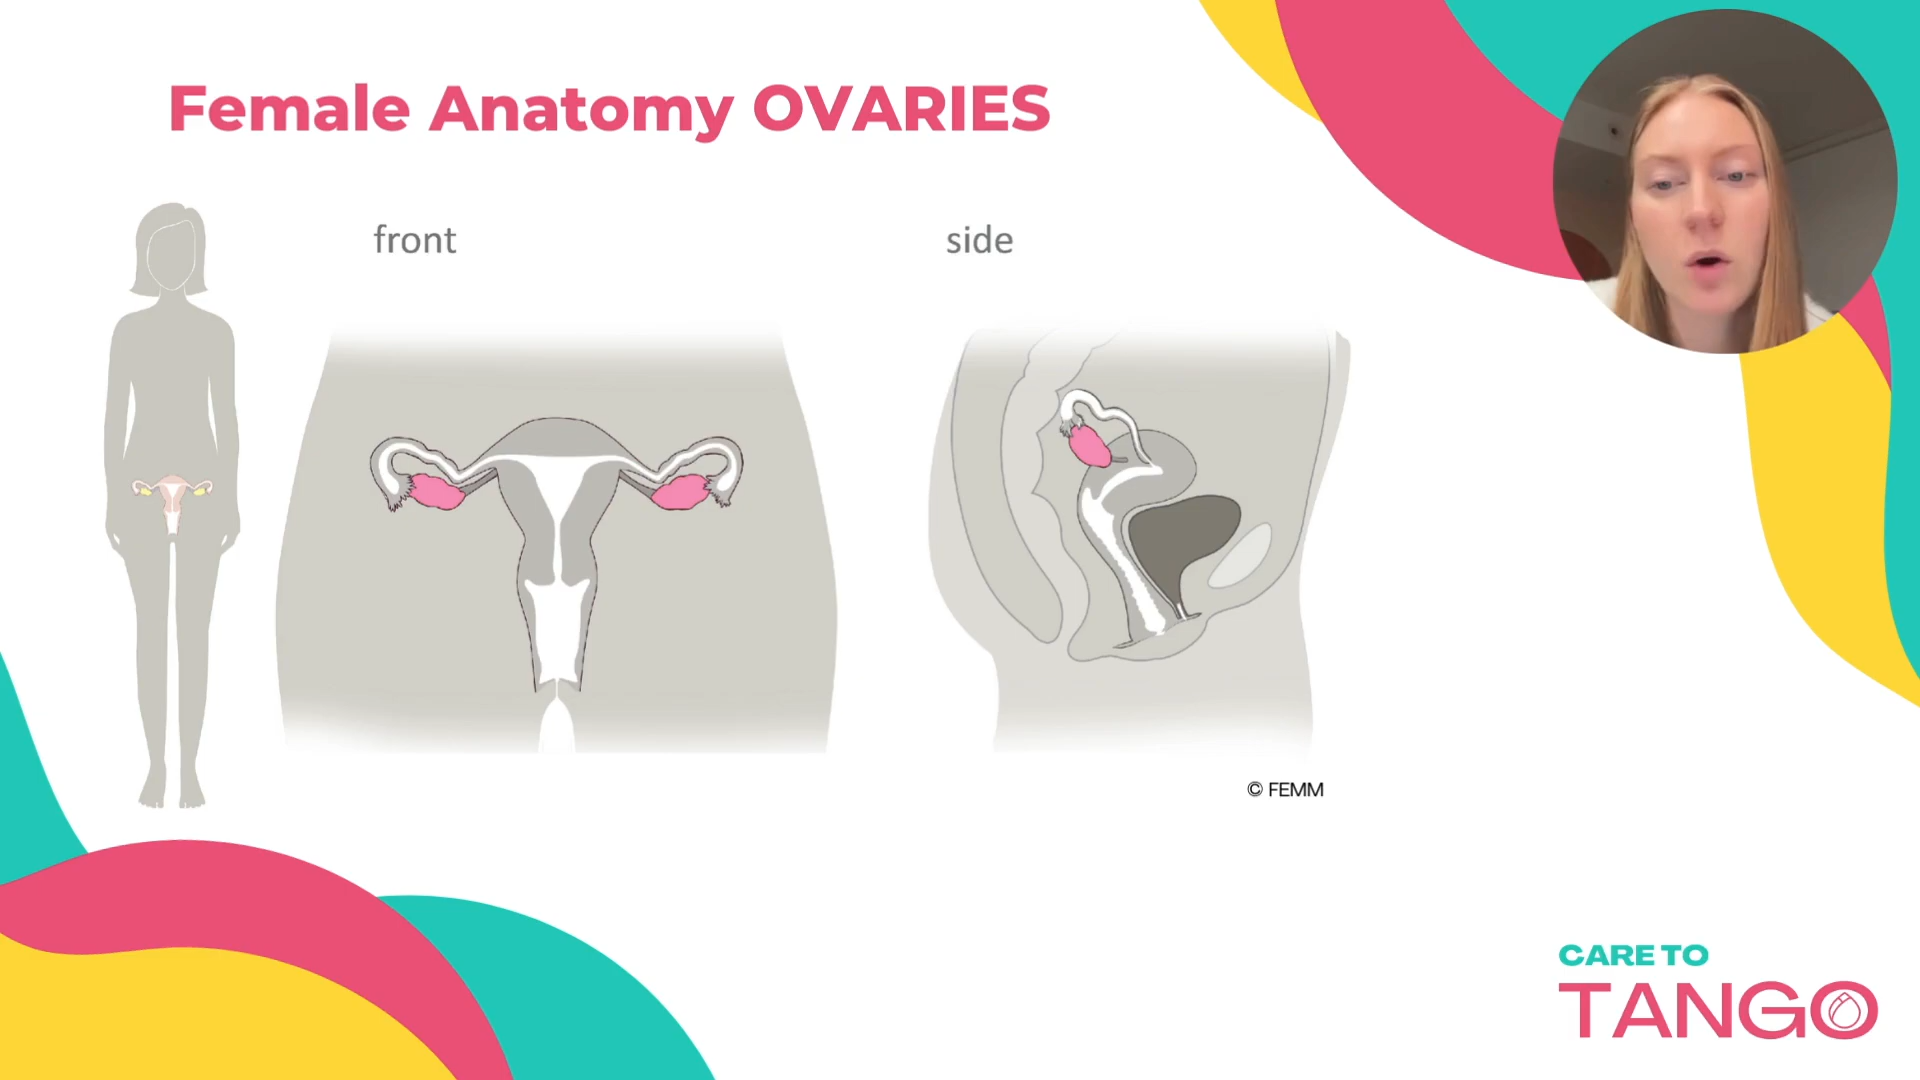 Female Anatomy OVARIES
front
side
© FEMM
CARE TO
TANGO